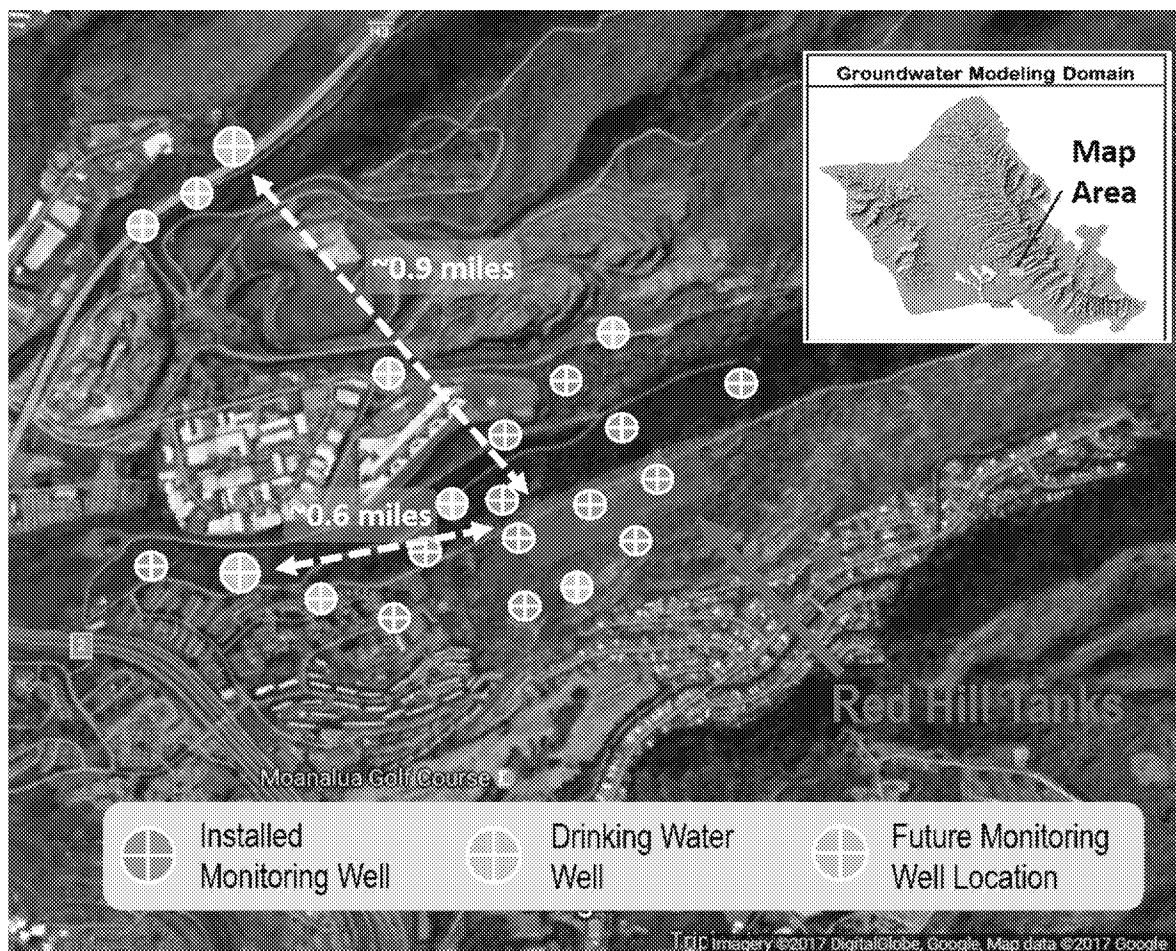 H3
Groundwater Modeling Domain
Map
Area
~0.9 miles
~0.6 miles
Red Hill Tanks
Moanalua Golf Course
Installed
Monitoring Well
Drinking Water
Well
Future Monitoring
Well Location
Imagery ©2017 DigitalGlobe, Google, Map data ©2017 Google